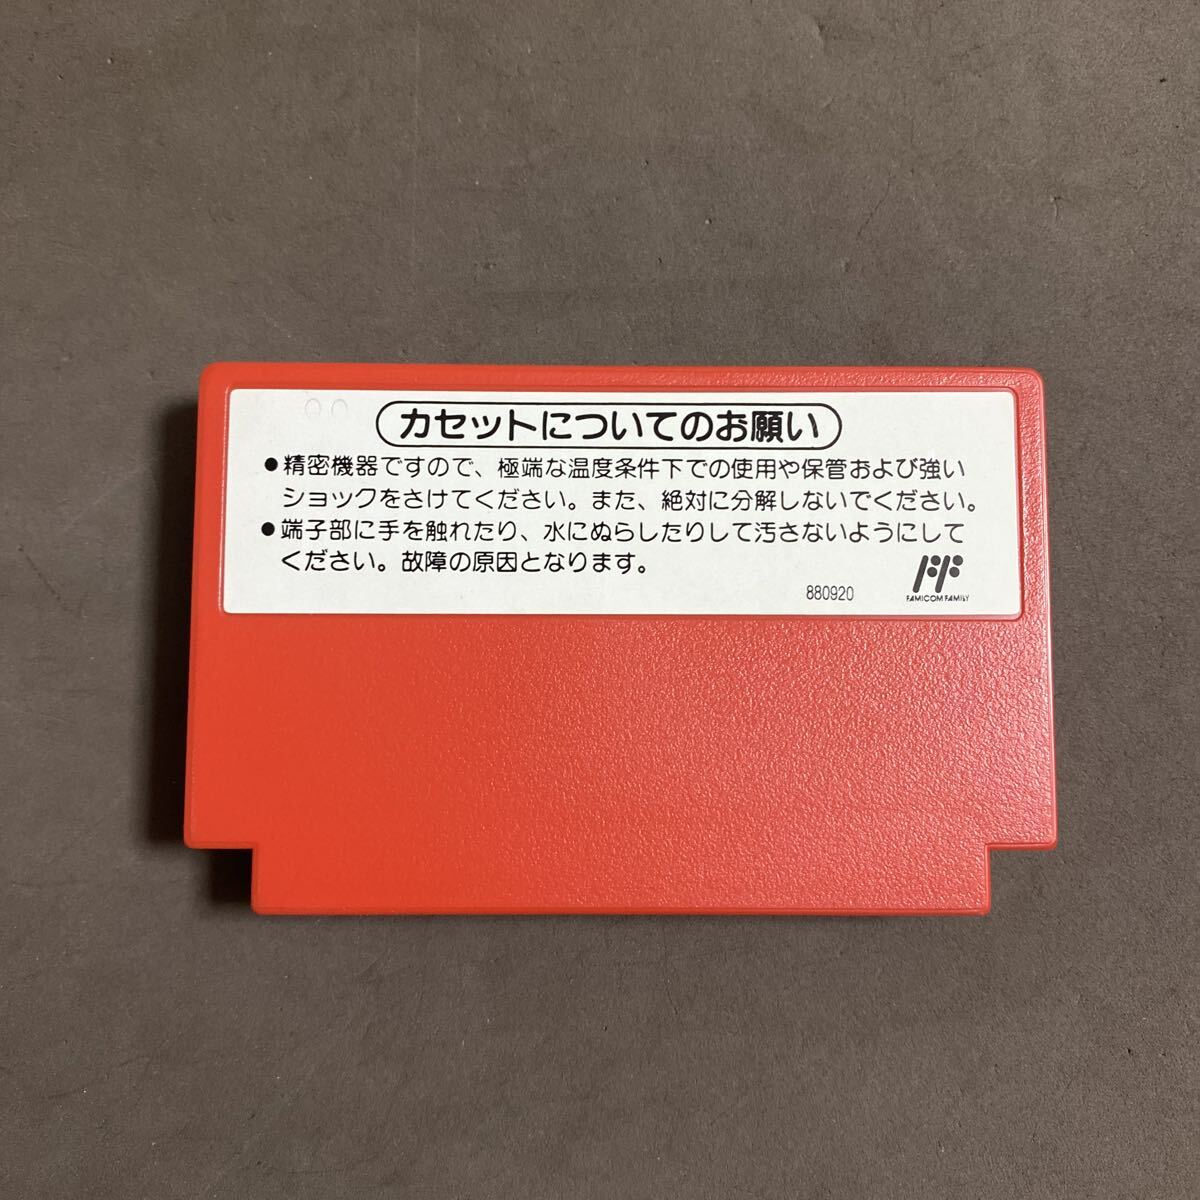 カセットについてのお願い
●精密機器ですので、極端な温度条件下での使用や保管および強い
ショックをさけてください。また、絶対に分解しないでください。
●端子部に手を触れたり、水にぬらしたりして汚さないようにして
ください。故障の原因となります。
880920
FAMICOM FAMILY